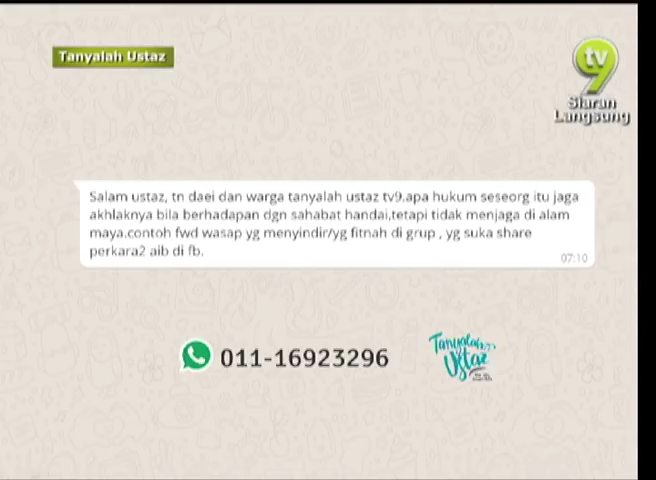 Tanyalah Ustaz
tv
9
Siaran
Langsung
Salam ustaz, tn daei dan warga tanyalah ustaz tv9.apa hukum seseorg itu jaga
akhlaknya bila berhadapan dgn sahabat handai,tetapi tidak menjaga di alam
maya.contoh fwd wasap yg menyindir/yg fitnah di grup , yg suka share
perkara2 aib di fb.
07:10
011-16923296
Tanyalah
Ustaz